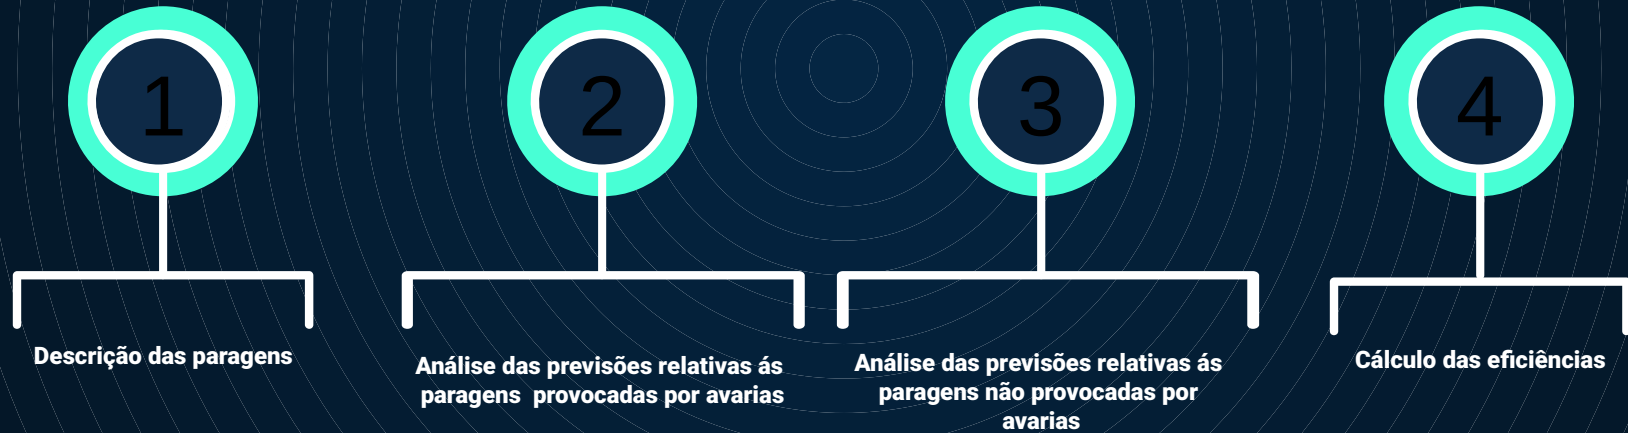 1
2
3
4
Descrição das paragens
Análise das previsões relativas ás
paragens  provocadas por avarias
Análise das previsões relativas ás
paragens não provocadas por
avarias
Cálculo das eficiências